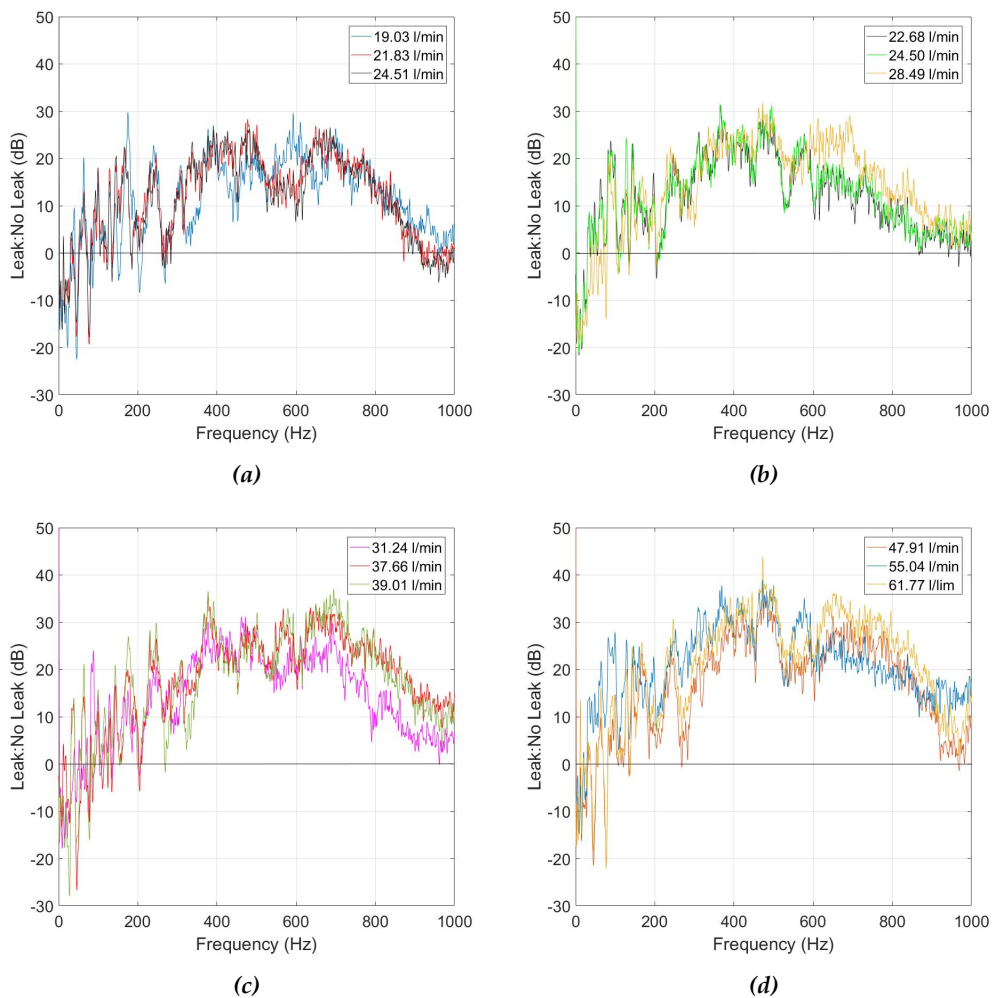 50
40
30
20
10
0
-10
-20
-30
Leak:No Leak (dB)
19.03 l/min
21.83 l/min
24.51 l/min
0 200 400 600 800 1000
Frequency (Hz)
(a)
50
40
30
20
10
0
-10
-20
-30
Leak:No Leak (dB)
22.68 l/min
24.50 l/min
28.49 l/min
0 200 400 600 800 1000
Frequency (Hz)
(b)
50
40
30
20
10
0
-10
-20
-30
Leak:No Leak (dB)
31.24 l/min
37.66 l/min
39.01 l/min
0 200 400 600 800 1000
Frequency (Hz)
(c)
50
40
30
20
10
0
-10
-20
-30
Leak:No Leak (dB)
47.91 l/min
55.04 l/min
61.77 l/lim
0 200 400 600 800 1000
Frequency (Hz)
(d)